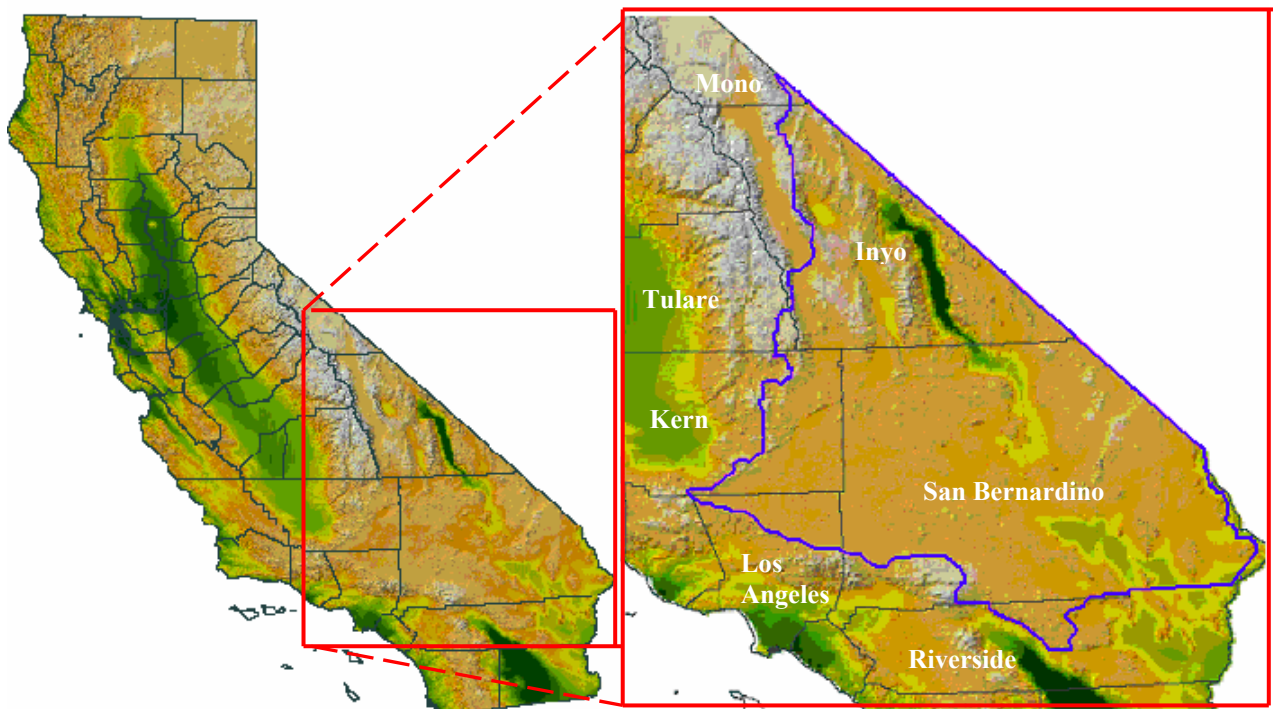 Mono
Inyo
Tulare
Kern
San Bernardino
Los
Angeles
Riverside